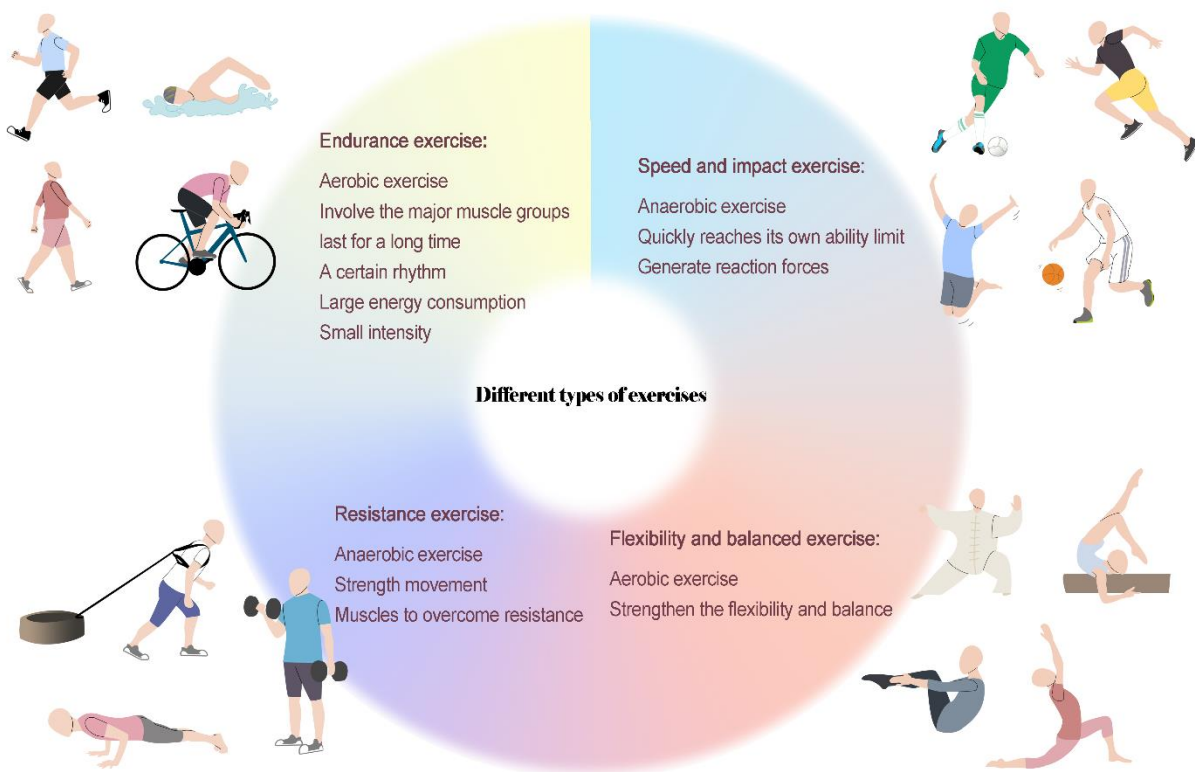 Endurance exercise:
Aerobic exercise
Involve the major muscle groups
last for a long time
A certain rhythm
Large energy consumption
Small intensity
Speed and impact exercise:
Anaerobic exercise
Quickly reaches its own ability limit
Generate reaction forces
Different types of exercises
Resistance exercise:
Anaerobic exercise
Strength movement
Muscles to overcome resistance
Flexibility and balanced exercise:
Aerobic exercise
Strengthen the flexibility and balance